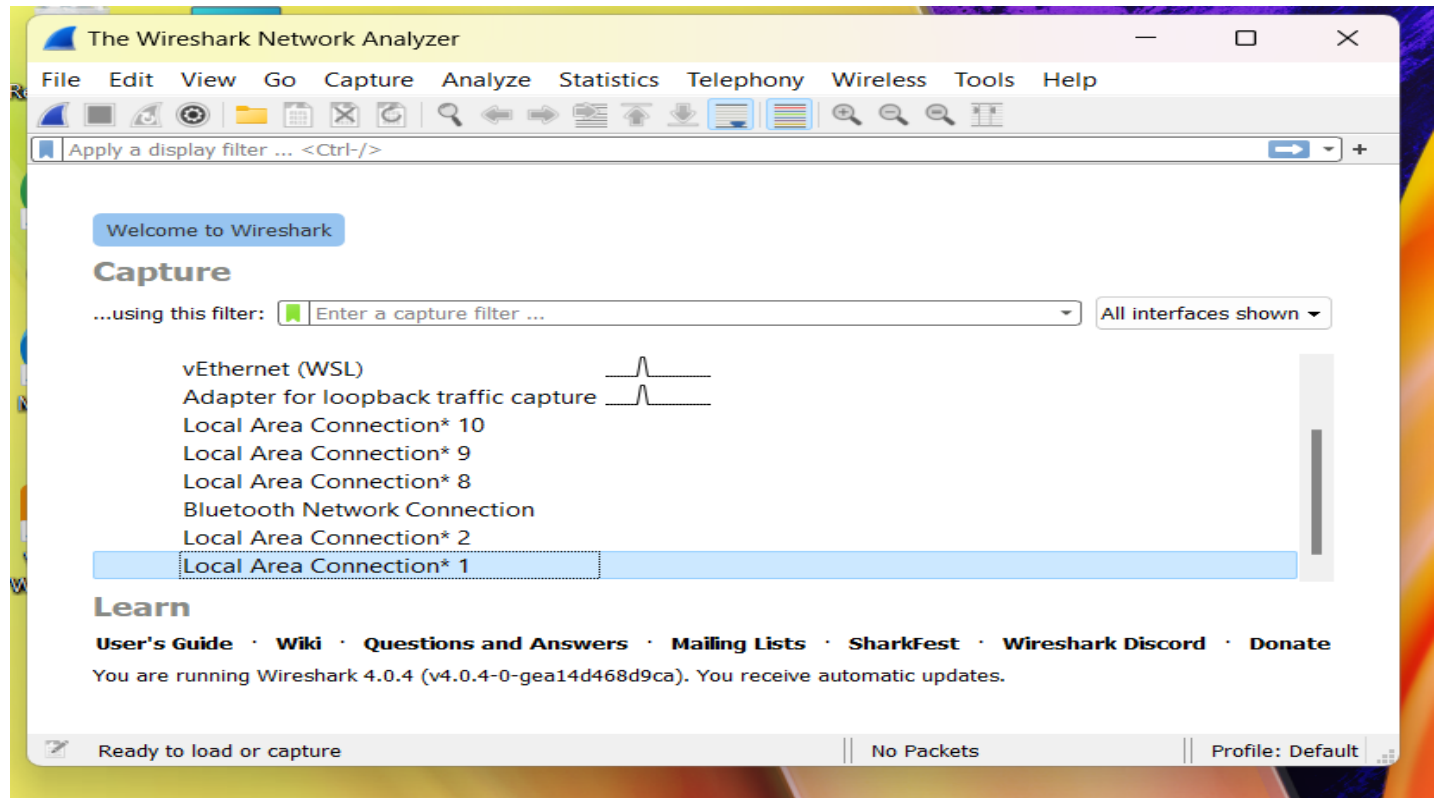 The Wireshark Network Analyzer
File Edit View Go Capture Analyze Statistics Telephony Wireless Tools Help
Apply a display filter ... <Ctrl-/>
+
Welcome to Wireshark
Capture
...using this filter: Enter a capture filter ... All interfaces shown
vEthernet (WSL)
Adapter for loopback traffic capture
Local Area Connection* 10
Local Area Connection* 9
Local Area Connection* 8
Bluetooth Network Connection
Local Area Connection* 2
Local Area Connection* 1
Learn
User's Guide · Wiki · Questions and Answers · Mailing Lists · SharkFest · Wireshark Discord · Donate
You are running Wireshark 4.0.4 (v4.0.4-0-gea14d468d9ca). You receive automatic updates.
Ready to load or capture No Packets Profile: Default